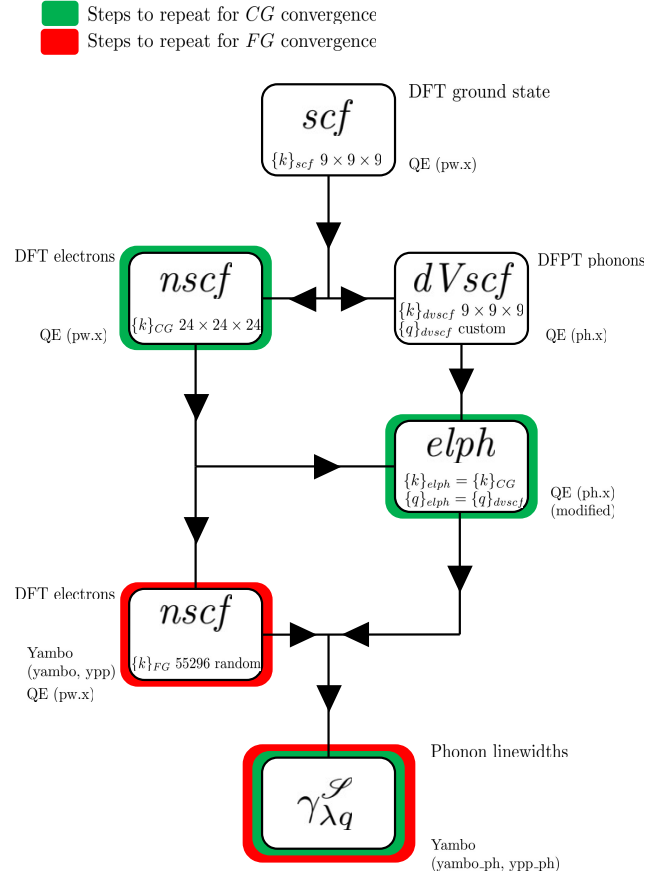 Steps to repeat for CG convergence
Steps to repeat for FG convergence
DFT ground state
scf
{k}scf 9 × 9 × 9
QE (pw.x)
DFT electrons
nscf
{k}CG 24 × 24 × 24
QE (pw.x)
DFPT phonons
dVscf
{k}dvscf 9 × 9 × 9
{q}dvscf custom
QE (ph.x)
elph
{k}elph = {k}CG
{q}elph = {q}dvscf
QE (ph.x)
(modified)
DFT electrons
nscf
{k}FG 55296 random
Yambo
(yambo, ypp)
QE (pw.x)
Phonon linewidths
γ𝒮λq
Yambo
(yambo_ph, ypp_ph)